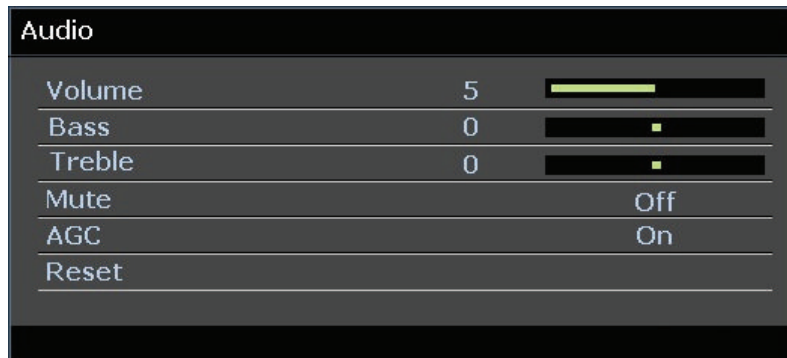 Audio
Volume 5
Bass 0
Treble 0
Mute Off
AGC On
Reset